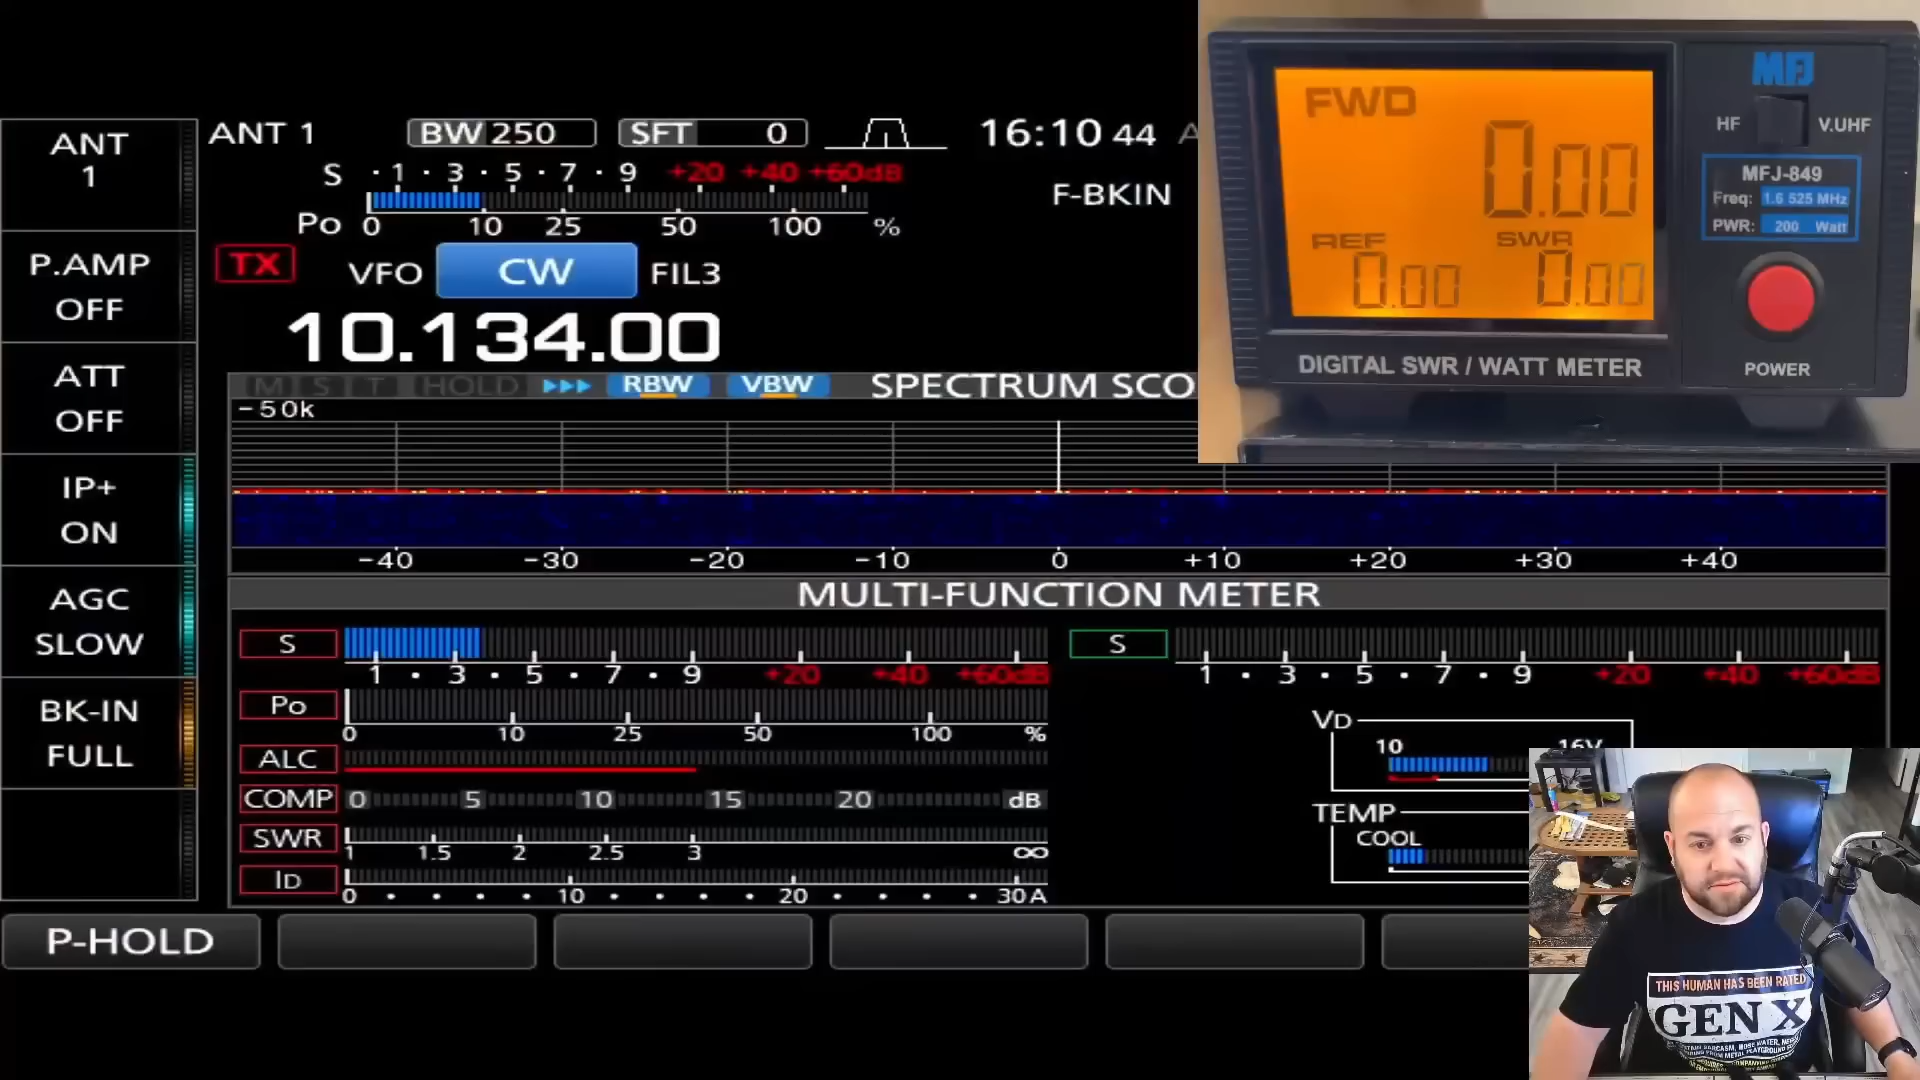 ANT 1
BW 250
SFT 0
16:10 44
S 1 3 5 7 9 +20 +40 +60dB
F-BKIN
Po 0 10 25 50 100 %
TX VFO CW FIL3
10.134.00
M S T HOLD RBW VBW SPECTRUM SCO
-50k
-40 -30 -20 -10 0 +10 +20 +30 +40
MULTI-FUNCTION METER
S 1 3 5 7 9 +20 +40 +60dB
Po 0 10 25 50 100 %
ALC
COMP 0 5 10 15 20 dB
SWR 1 1.5 2 2.5 3 ∞
ID 0 10 20 30A
S 1 3 5 7 9 +20 +40 +60dB
VD
10 16V
TEMP
COOL
ANT
1
P.AMP
OFF
ATT
OFF
IP+
ON
AGC
SLOW
BK-IN
FULL
P-HOLD
FWD
0.00
REF SWR
0.00 0.00
DIGITAL SWR / WATT METER
MFJ
HF V.UHF
MFJ-849
Freq: 1.6 525 MHz
PWR: 200 Watt
POWER
THIS HUMAN HAS BEEN RATED
GEN X